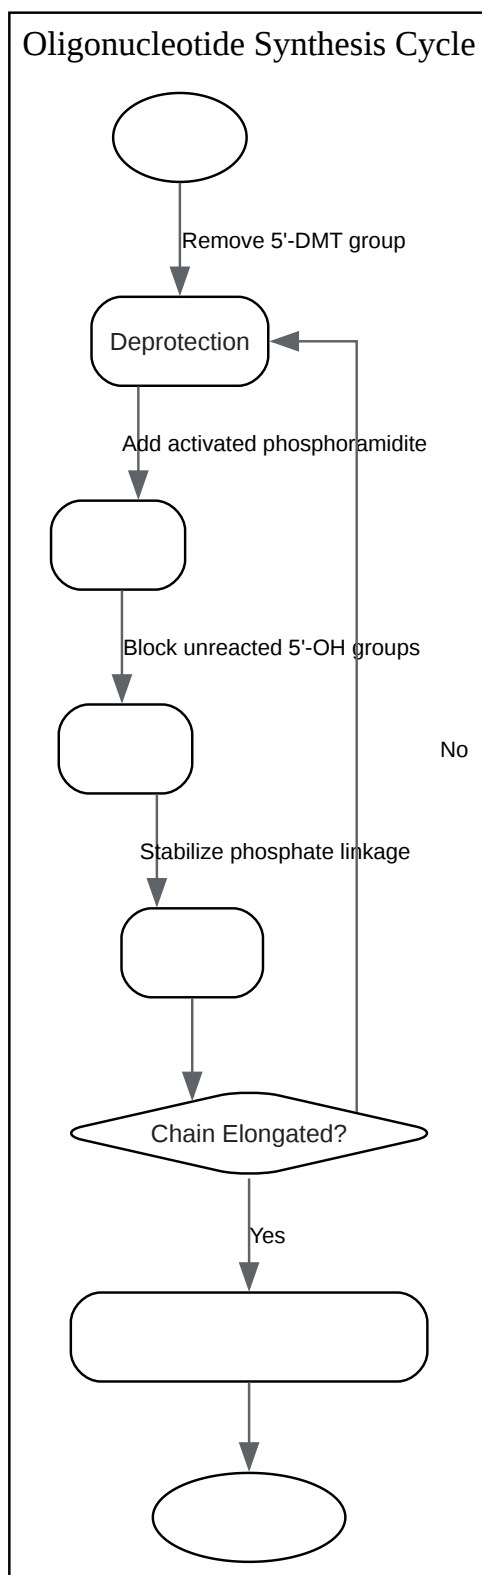 Oligonucleotide Synthesis Cycle
Remove 5'-DMT group
Deprotection
Add activated phosphoramidite
Block unreacted 5'-OH groups
No
Stabilize phosphate linkage
Chain Elongated?
Yes